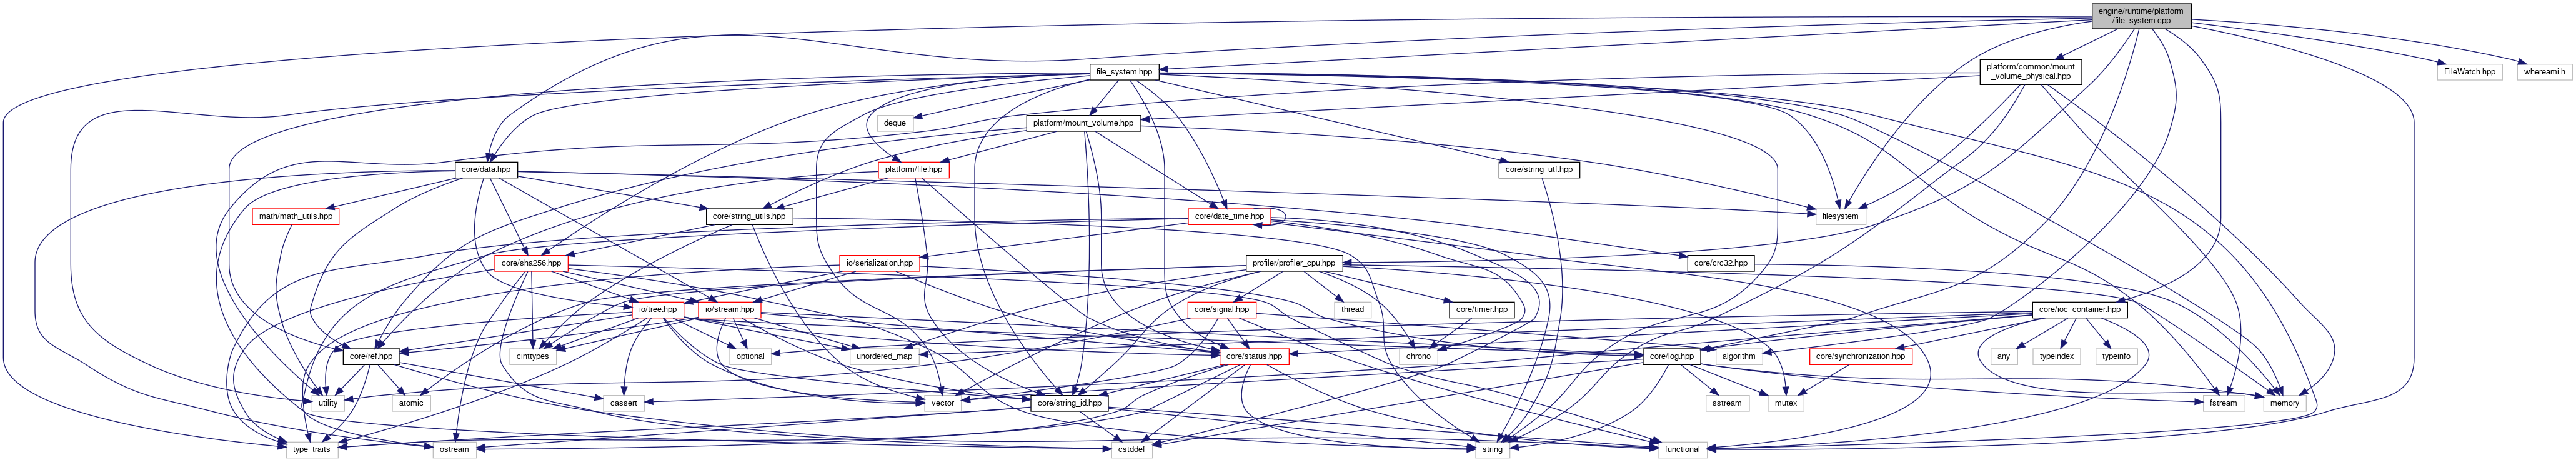 engine/runtime/platform
/file_system.cpp
file_system.hpp
platform/common/mount
_volume_physical.hpp
FileWatch.hpp
whereami.h
deque
platform/mount_volume.hpp
core/data.hpp
platform/file.hpp
core/string_utf.hpp
math/math_utils.hpp
core/string_utils.hpp
core/date_time.hpp
filesystem
core/sha256.hpp
io/serialization.hpp
profiler/profiler_cpu.hpp
core/crc32.hpp
io/tree.hpp
io/stream.hpp
core/signal.hpp
thread
core/timer.hpp
core/ioc_container.hpp
core/ref.hpp
cinttypes
optional
unordered_map
core/status.hpp
chrono
core/log.hpp
algorithm
core/synchronization.hpp
any
typeindex
typeinfo
utility
atomic
cassert
vector
core/string_id.hpp
sstream
mutex
fstream
memory
type_traits
ostream
cstddef
string
functional